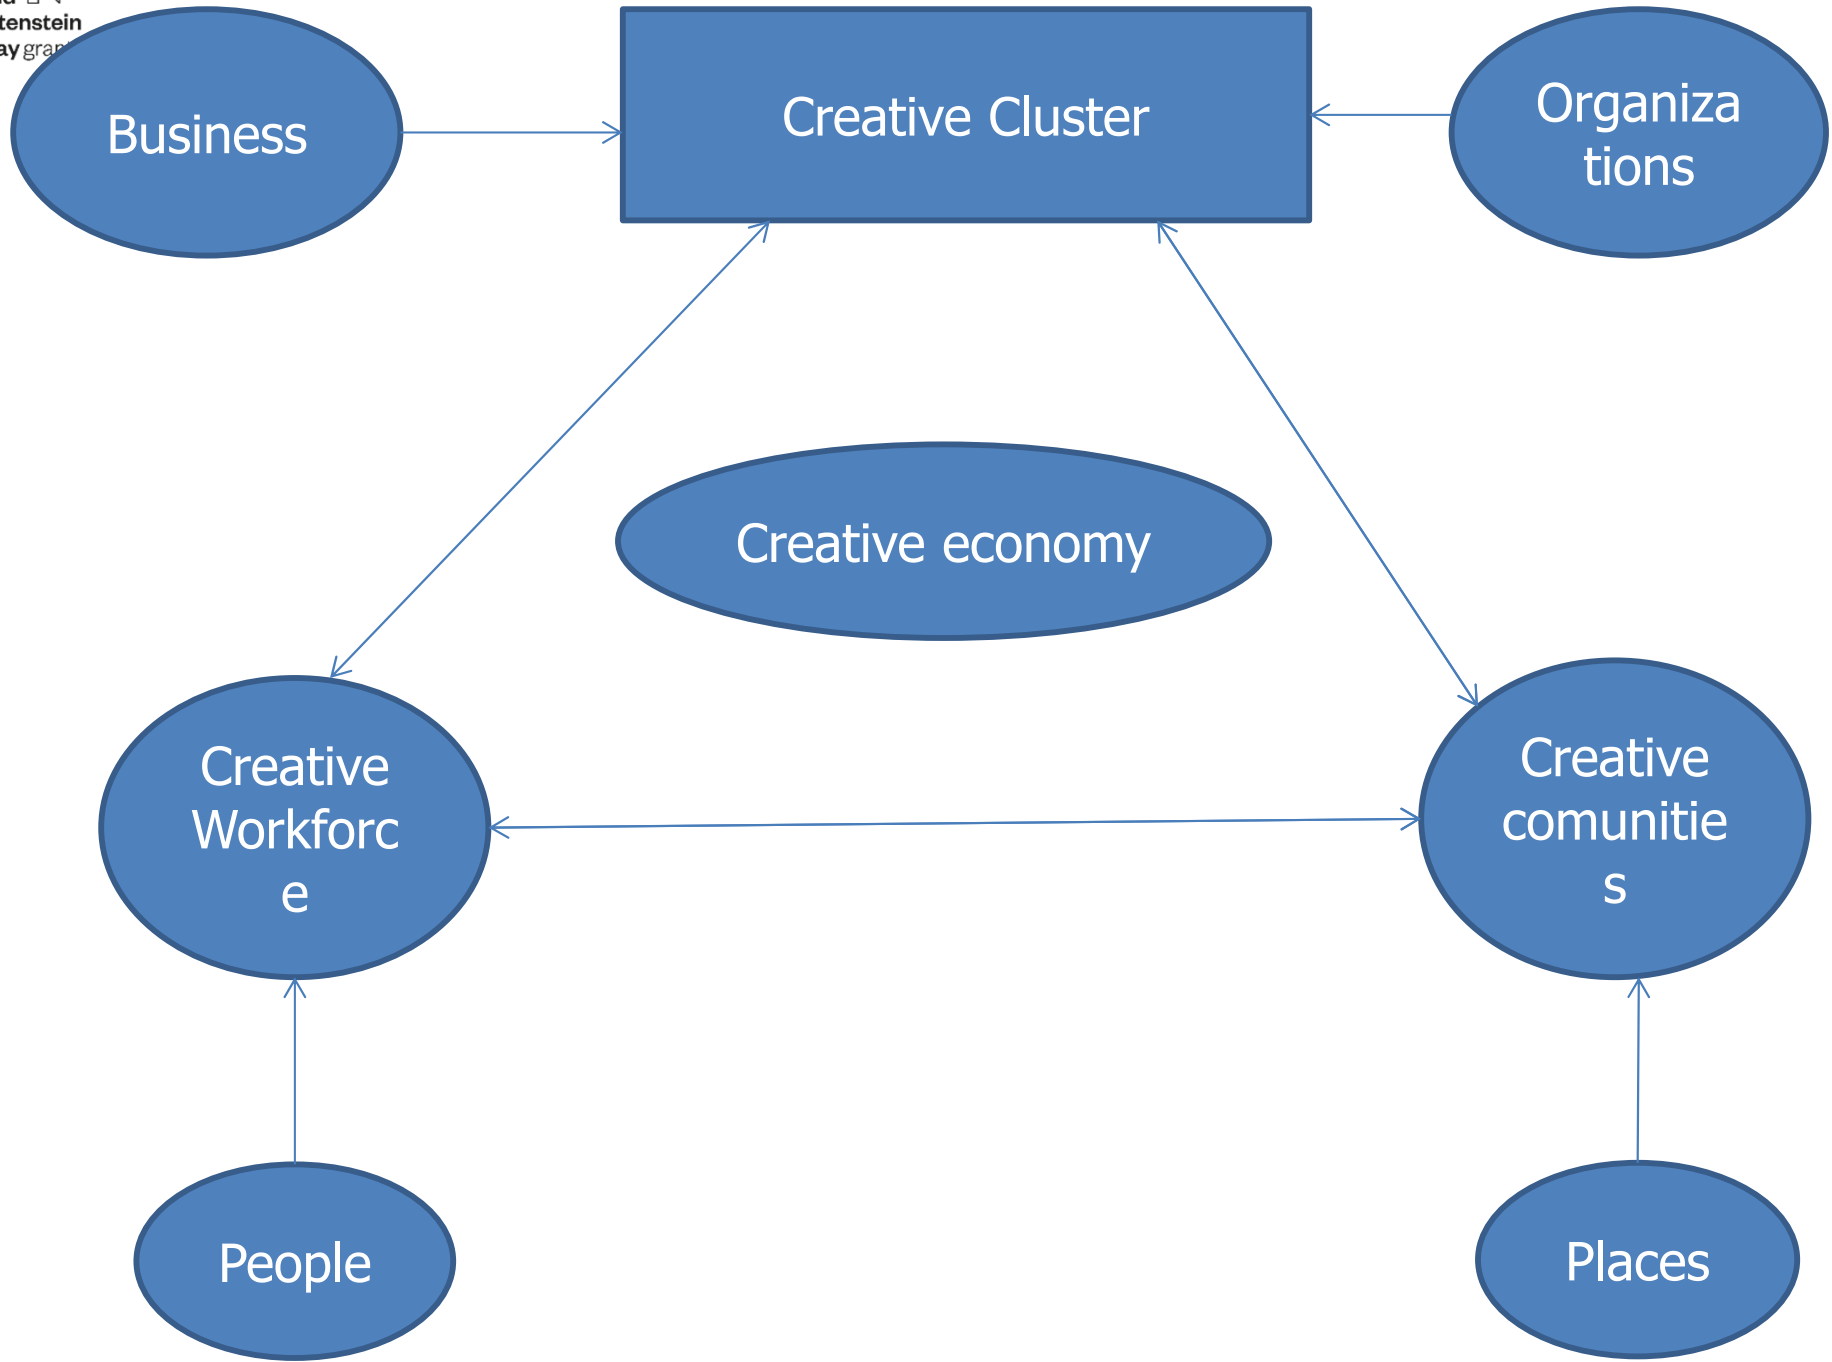 tenstein
Business
Creative Cluster
Organiza
tions
Creative economy
Creative
Workforc
e
Creative
comunitie
s
People
Places